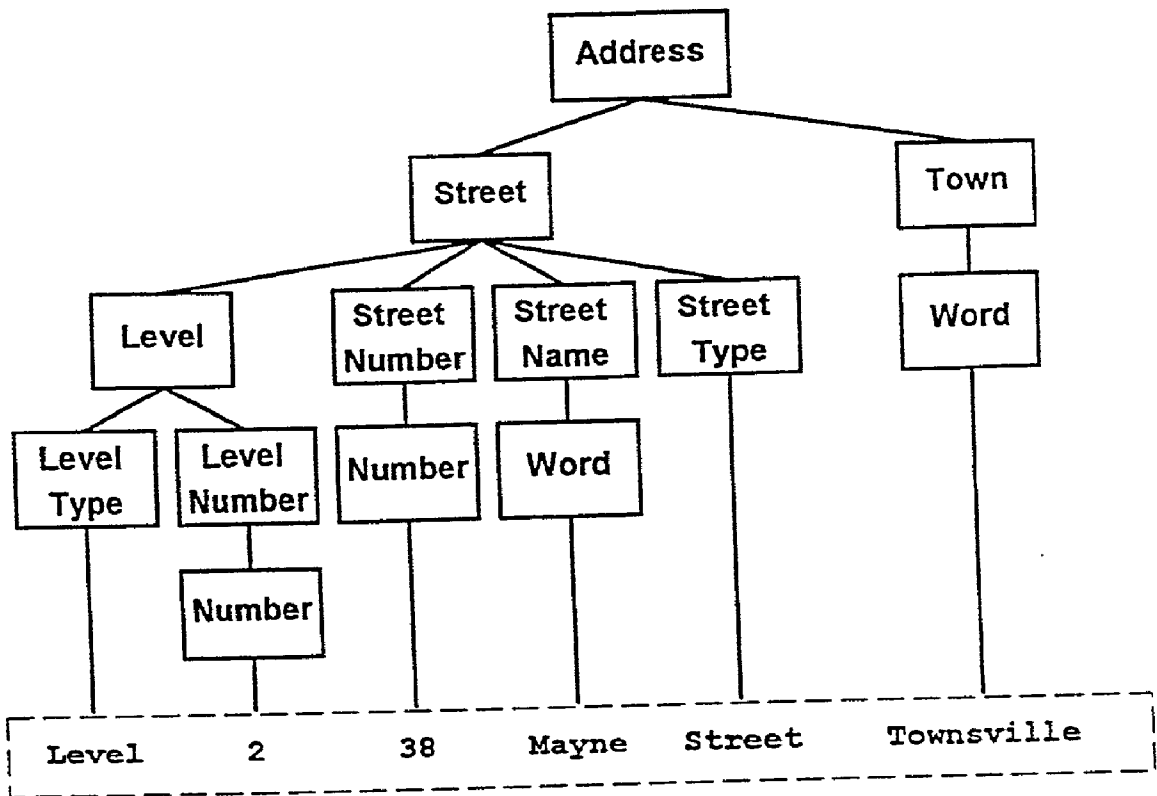 Address
Street
Town
Level
Street
Number
Street
Name
Street
Type
Word
Level
Type
Level
Number
Number
Word
Number
Level 2 38 Mayne Street Townsville